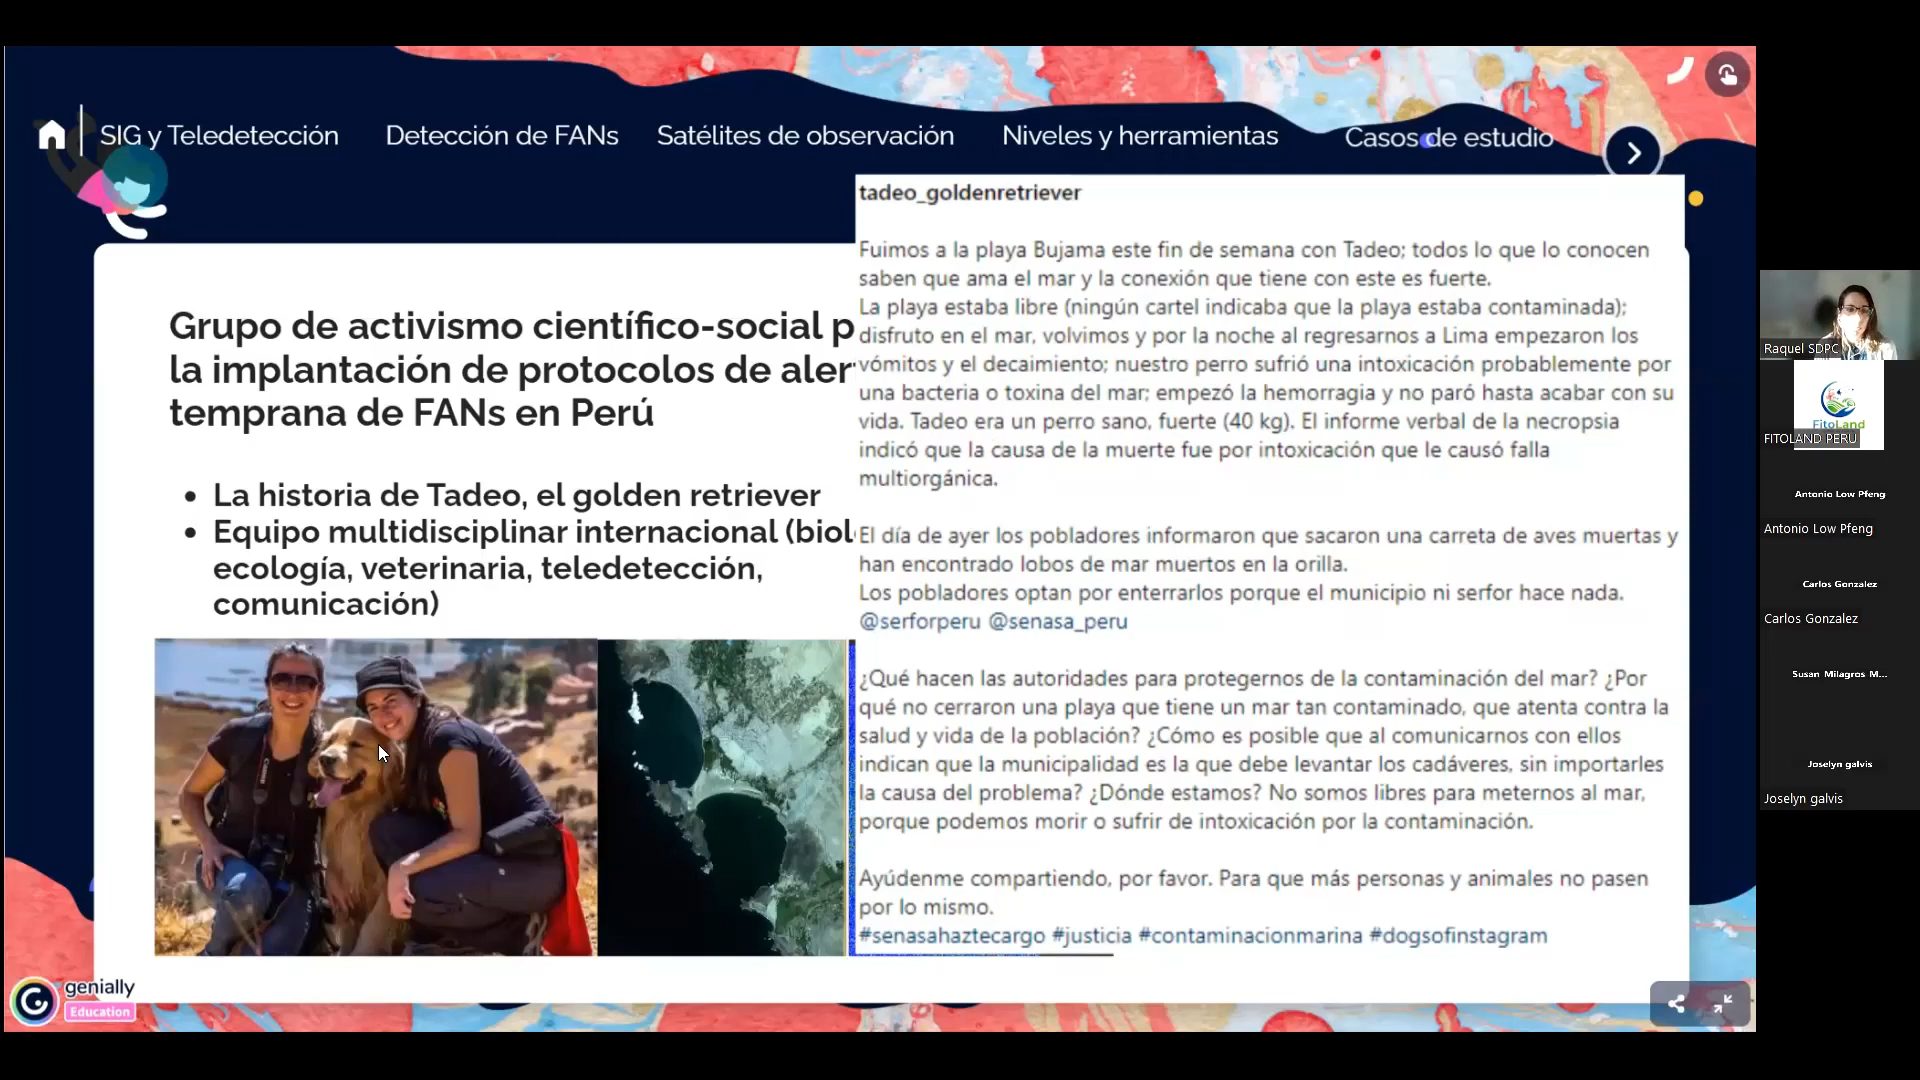 SIG y Teledetección
Detección de FANs
Satélites de observación
Niveles y herramientas
Casos de estudio
Grupo de activismo científico-social p
la implantación de protocolos de aler
temprana de FANs en Perú
La historia de Tadeo, el golden retriever
Equipo multidisciplinar internacional (biol
ecología, veterinaria, teledetección,
comunicación)
tadeo_goldenretriever
Fuimos a la playa Bujama este fin de semana con Tadeo; todos lo que lo conocen
saben que ama el mar y la conexión que tiene con este es fuerte.
La playa estaba libre (ningún cartel indicaba que la playa estaba contaminada);
disfruto en el mar, volvimos y por la noche al regresarnos a Lima empezaron los
vómitos y el decaimiento; nuestro perro sufrió una intoxicación probablemente por
una bacteria o toxina del mar; empezó la hemorragia y no paró hasta acabar con su
vida. Tadeo era un perro sano, fuerte (40 kg). El informe verbal de la necropsia
indicó que la causa de la muerte fue por intoxicación que le causó falla
multiorgánica.
El día de ayer los pobladores informaron que sacaron una carreta de aves muertas y
han encontrado lobos de mar muertos en la orilla.
Los pobladores optan por enterrarlos porque el municipio ni serfor hace nada.
@serforperu @senasa_peru
¿Qué hacen las autoridades para protegernos de la contaminación del mar? ¿Por
qué no cerraron una playa que tiene un mar tan contaminado, que atenta contra la
salud y vida de la población? ¿Cómo es posible que al comunicarnos con ellos
indican que la municipalidad es la que debe levantar los cadáveres, sin importarles
la causa del problema? ¿Dónde estamos? No somos libres para meternos al mar,
porque podemos morir o sufrir de intoxicación por la contaminación.
Ayúdenme compartiendo, por favor. Para que más personas y animales no pasen
por lo mismo.
#senasahaztecargo #justicia #contaminacionmarina #dogsofinstagram
genially
Education
Raquel SDPC
FitoLand
FITOLAND PERU
Antonio Low Pfeng
Antonio Low Pfeng
Carlos Gonzalez
Carlos Gonzalez
Susan Milagros M...
Joselyn galvis
Joselyn galvis